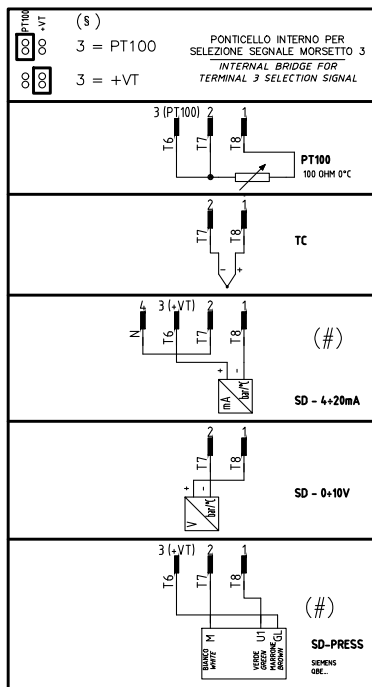 PT100
+VT
(§)
3 = PT100
3 = +VT
PONTICELLO INTERNO PER
SELEZIONE SEGNALE MORSETTO 3
INTERNAL BRIDGE FOR
TERMINAL 3 SELECTION SIGNAL
3 (PT100) 2 1
T6 T7 T8
PT100
100 OHM 0°C
2 1
T7 T8
- +
TC
4 3 (+VT) 2 1
N T6 T7 T8
(#)
+ -
mA bar/°C
SD - 4÷20mA
2 1
T7 T8
+ -
V bar/°C
SD - 0÷10V
3 (+VT) 2 1
T6 T7 T8
(#)
M U1 GL
BIANCO
WHITE
VERDE
GREEN
MARRONE
BROWN
SD-PRESS
SIEMENS
QBE...